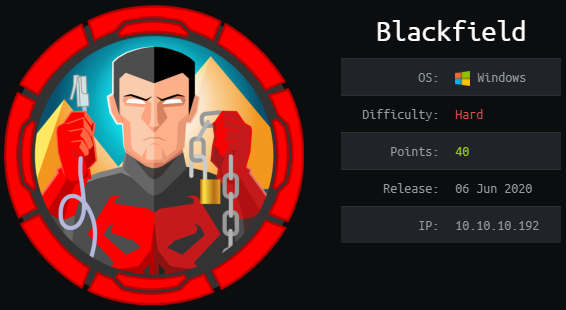 Blackfield
OS: Windows
Difficulty: Hard
Points: 40
Release: 06 Jun 2020
IP: 10.10.10.192